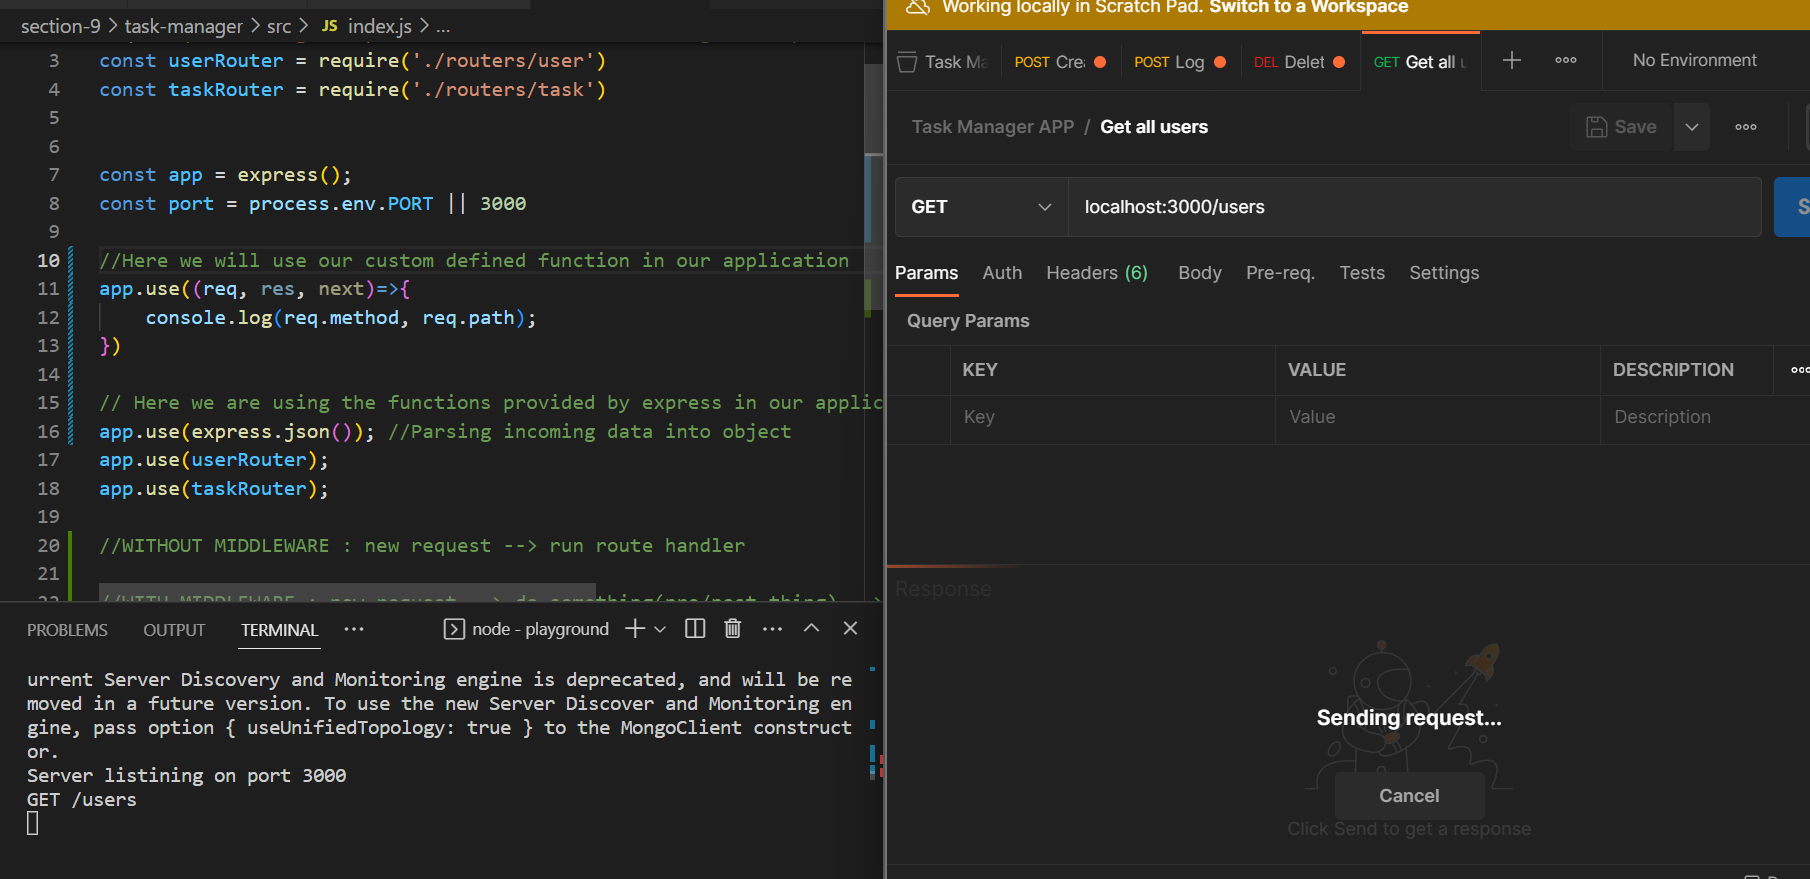 section-9 > task-manager > src > JS index.js > ...
3 const userRouter = require('./routers/user')
4 const taskRouter = require('./routers/task')
5
6
7 const app = express();
8 const port = process.env.PORT || 3000
9
10 //Here we will use our custom defined function in our application
11 app.use((req, res, next)=>{
12 console.log(req.method, req.path);
13 })
14
15 // Here we are using the functions provided by express in our applic
16 app.use(express.json()); //Parsing incoming data into object
17 app.use(userRouter);
18 app.use(taskRouter);
19
20 //WITHOUT MIDDLEWARE : new request --> run route handler
21
22 //WITH MIDDLEWARE : new request --> do something(pre/post thing)
PROBLEMS OUTPUT TERMINAL ... node - playground
urrent Server Discovery and Monitoring engine is deprecated, and will be re
moved in a future version. To use the new Server Discover and Monitoring en
gine, pass option { useUnifiedTopology: true } to the MongoClient construct
or.
Server listining on port 3000
GET /users
Working locally in Scratch Pad. Switch to a Workspace
Task Ma POST Cre POST Log DEL Delet GET Get all u No Environment
Task Manager APP / Get all users Save
GET localhost:3000/users S
Params Auth Headers (6) Body Pre-req. Tests Settings
Query Params
KEY VALUE DESCRIPTION
Key Value Description
Response
Sending request...
Cancel
Click Send to get a response